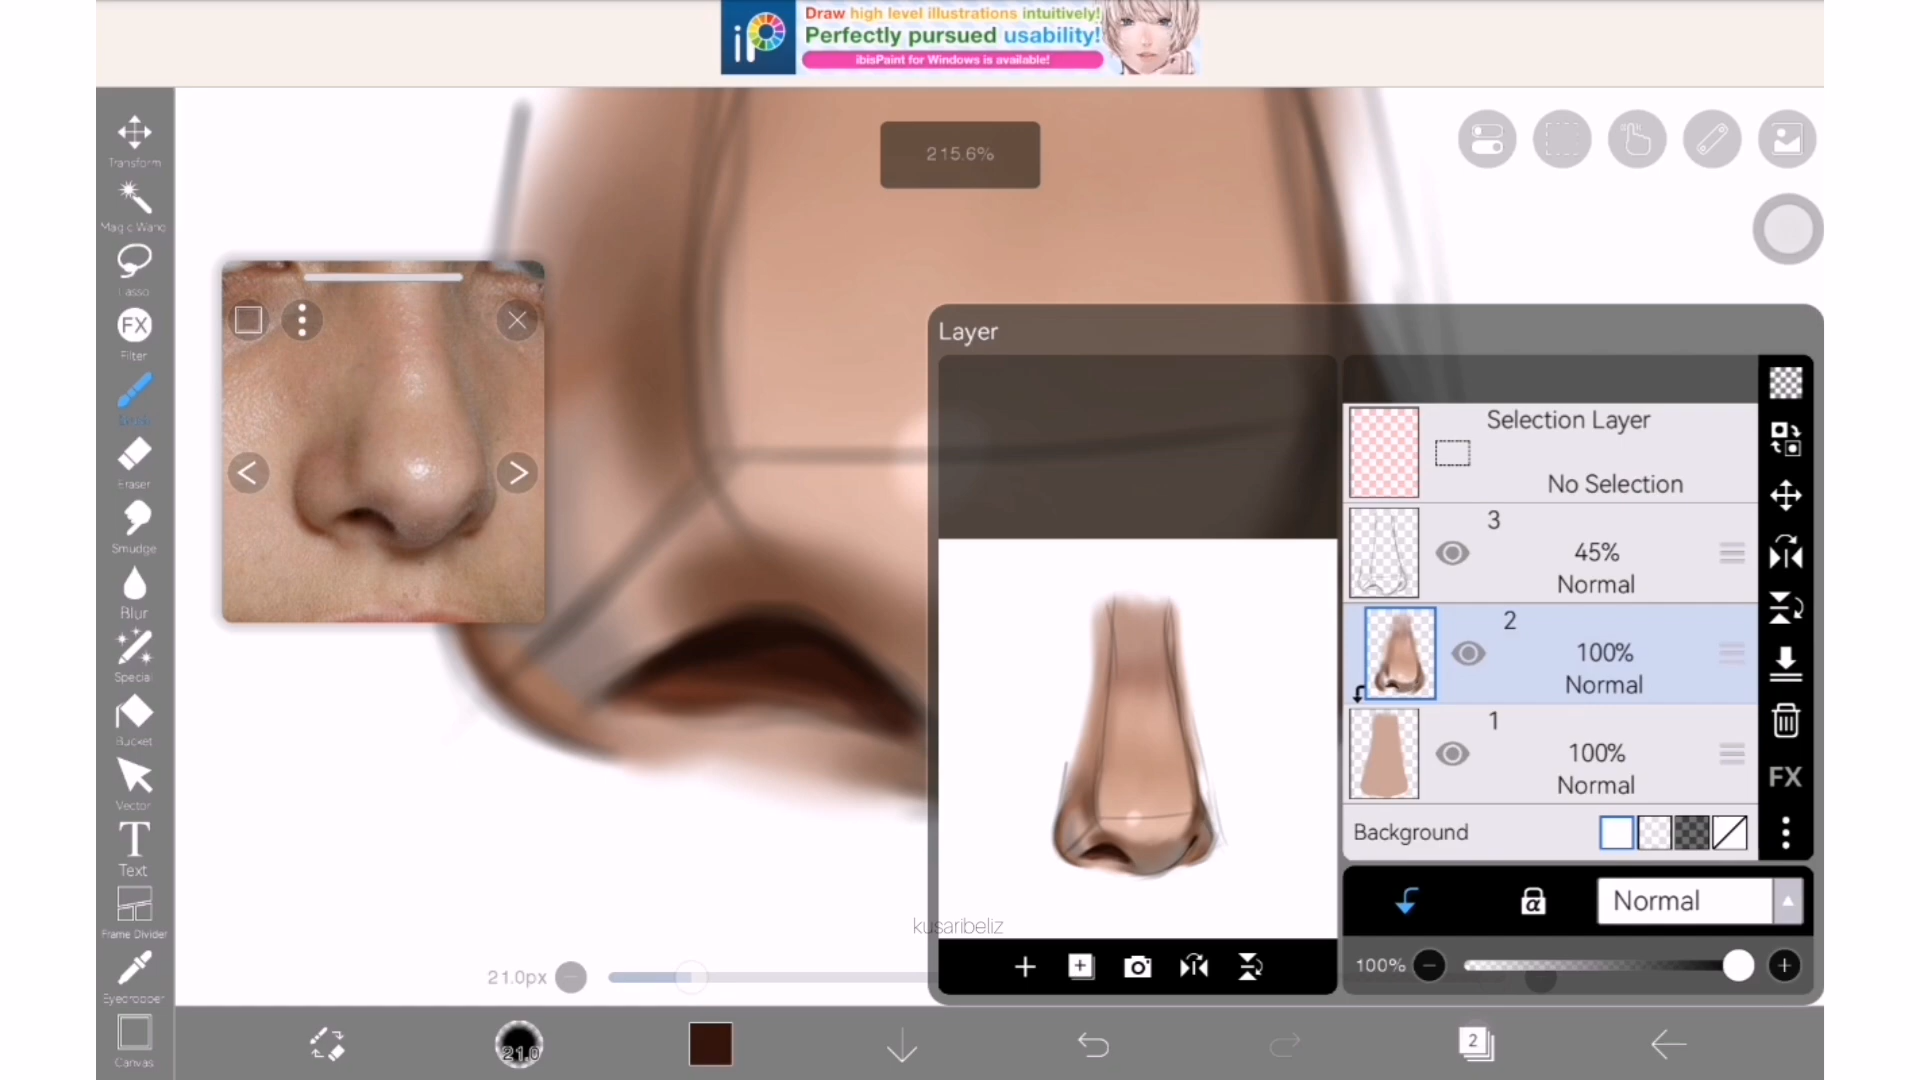 iP
Draw high level illustrations intuitively!
Perfectly pursued usability!
ibisPaint for Windows is available!
Transform
Magic Wand
Lasso
FX
Filter
Brush
Eraser
Smudge
Blur
Special
Bucket
Vector
T
Text
Frame Divider
Eyedropper
Canvas
215.6%
Layer
Selection Layer
No Selection
3
45%
Normal
2
100%
Normal
1
100%
Normal
FX
Background
α
Normal
100%
kusaribeliz
21.0px
21.0
2